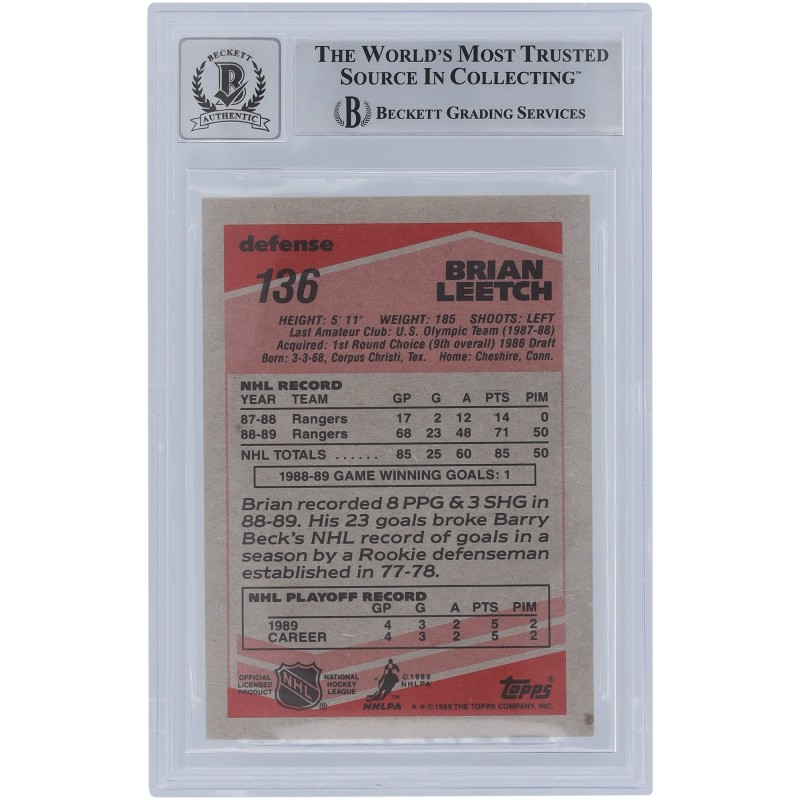 BECKETT
B
AUTHENTIC
THE WORLD'S MOST TRUSTED
SOURCE IN COLLECTING™
B BECKETT GRADING SERVICES
defense
136
BRIAN
LEETCH
HEIGHT: 5' 11" WEIGHT: 185 SHOOTS: LEFT
Last Amateur Club: U.S. Olympic Team (1987-88)
Acquired: 1st Round Choice (9th overall) 1986 Draft
Born: 3-3-68, Corpus Christi, Tex. Home: Cheshire, Conn.
NHL RECORD
YEAR TEAM GP G A PTS PIM
87-88 Rangers 17 2 12 14 0
88-89 Rangers 68 23 48 71 50
NHL TOTALS ...... 85 25 60 85 50
1988-89 GAME WINNING GOALS: 1
Brian recorded 8 PPG & 3 SHG in
88-89. His 23 goals broke Barry
Beck's NHL record of goals in a
season by a Rookie defenseman
established in 77-78.
NHL PLAYOFF RECORD
GP G A PTS PIM
1989 4 3 2 5 2
CAREER 4 3 2 5 2
OFFICIAL
LICENSED
PRODUCT
NHL
®
NATIONAL
HOCKEY
LEAGUE
© 1989
NHLPA
™
NHLPA
topps®
* * © 1989 THE TOPPS COMPANY, INC.